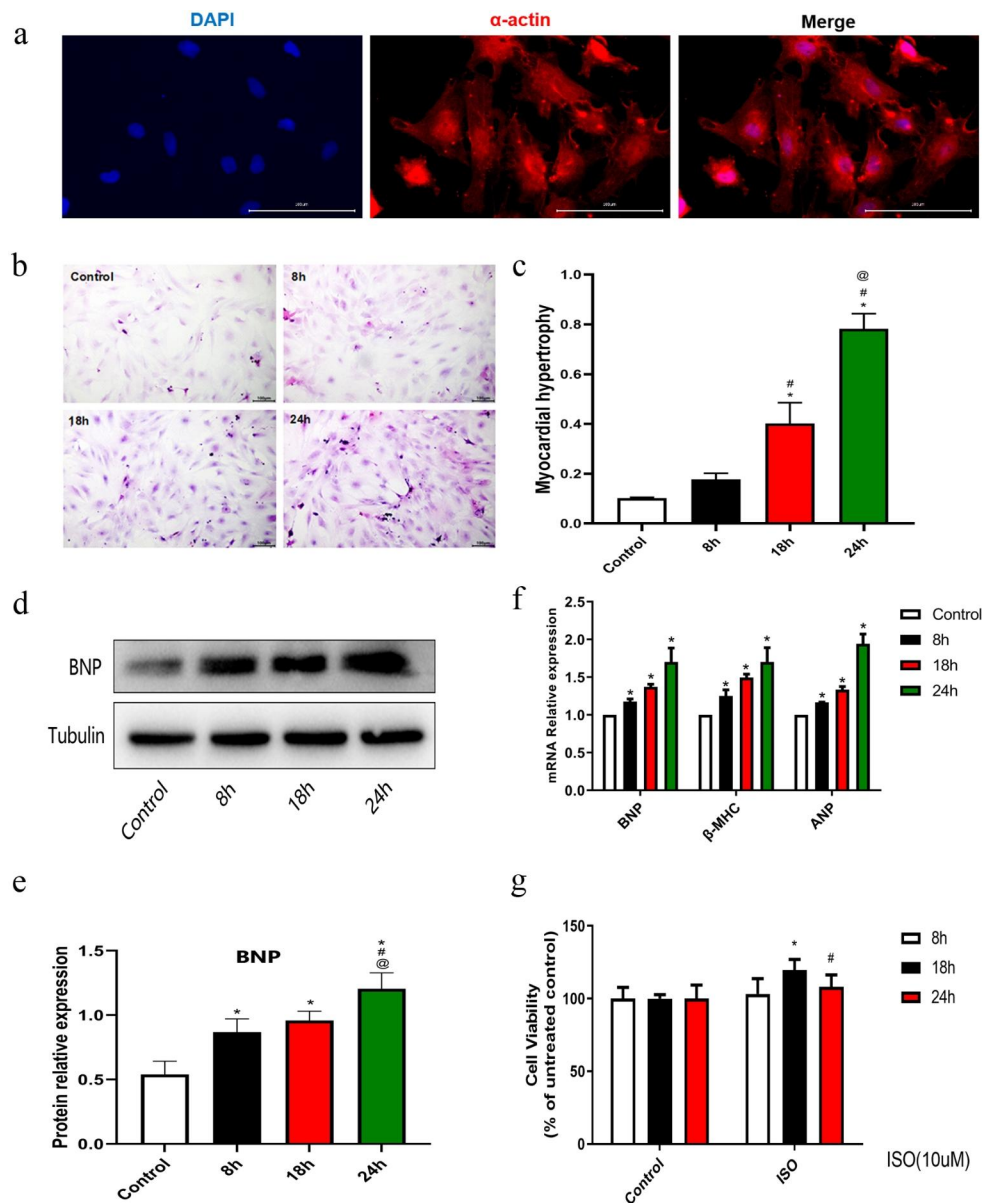 a
DAPI
α-actin
Merge
b
Control
8h
18h
24h
100μm
100μm
100μm
c
Myocardial hypertrophy
1.0
0.8
0.6
0.4
0.2
0.0
@
#
*
#
*
Control
8h
18h
24h
d
BNP
Tubulin
Control
8h
18h
24h
f
mRNA Relative expression
2.5
2.0
1.5
1.0
0.5
0.0
* * *
* * *
* * *
BNP
β-MHC
ANP
Control
8h
18h
24h
e
BNP
Protein relative expression
1.5
1.0
0.5
0.0
*
*
*
#
@
Control
8h
18h
24h
g
Cell Viability
(% of untreated control)
150
100
50
0
*
#
Control
ISO
8h
18h
24h
ISO(10uM)